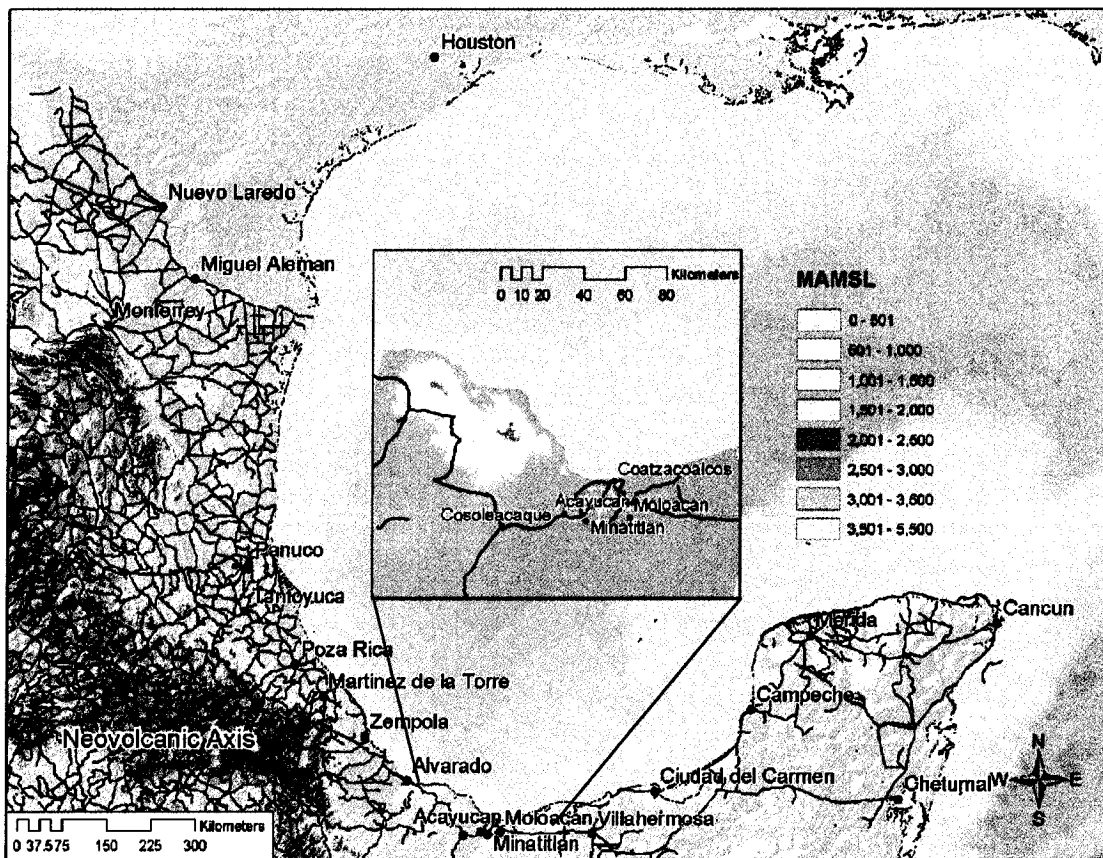 Houston
Nuevo Laredo
Miguel Aleman
Monterrey
Kilometers
0 10 20 40 60 80
MAMSL
0 - 501
501 - 1,000
1,001 - 1,500
1,501 - 2,000
2,001 - 2,500
2,501 - 3,000
3,001 - 3,500
3,501 - 5,500
Coatzacoalcos
Acayucan
Moloacan
Cosoleacaque
Minatitlan
Panuco
Tantoyuca
Poza Rica
Martinez de la Torre
Zempola
Neovolcanic Axis
Alvarado
Merida
Cancun
Campeche
Ciudad del Carmen
Chetumal
N
W E
S
Acayucan Moloacan Villahermosa
Minatitlan
Kilometers
0 37.5 75 150 225 300